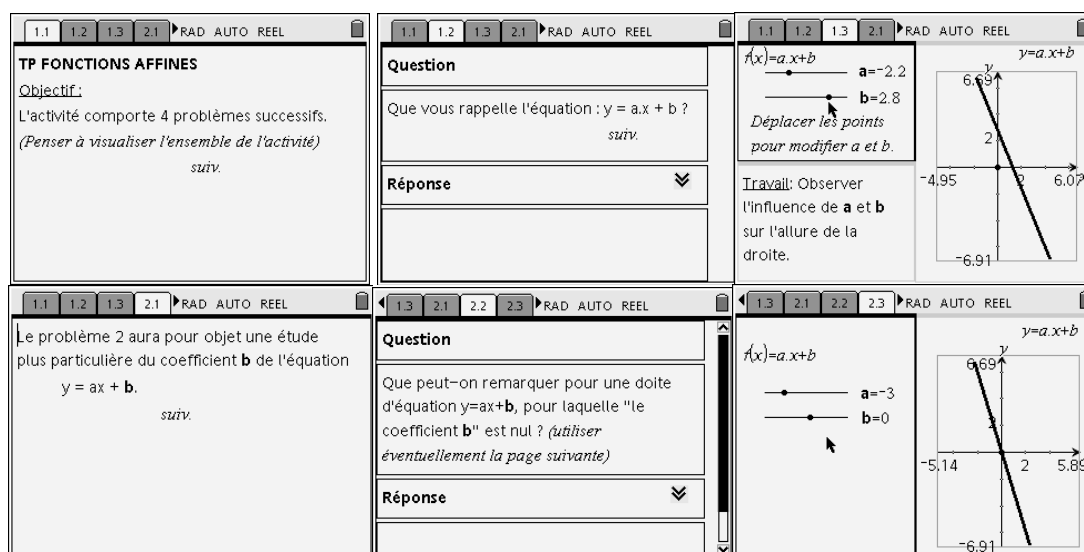 1.1 1.2 1.3 2.1 RAD AUTO REEL
TP FONCTIONS AFFINES
Objectif :
L'activité comporte 4 problèmes successifs.
(Penser à visualiser l'ensemble de l'activité)
suiv.
1.1 1.2 1.3 2.1 RAD AUTO REEL
Question
Que vous rappelle l'équation : y = a.x + b ?
suiv.
Réponse
1.1 1.2 1.3 2.1 RAD AUTO REEL
f(x)=a.x+b
a=-2.2
b=2.8
Déplacer les points
pour modifier a et b.
Travail: Observer
l'influence de a et b
sur l'allure de la
droite.
y=a.x+b
y
6.69
2
-4.95 2 6.07
-6.91
1.1 1.2 1.3 2.1 RAD AUTO REEL
Le problème 2 aura pour objet une étude
plus particulière du coefficient b de l'équation
y = ax + b.
suiv.
1.3 2.1 2.2 2.3 RAD AUTO REEL
Question
Que peut-on remarquer pour une doite
d'équation y=ax+b, pour laquelle "le
coefficient b" est nul ? (utiliser
éventuellement la page suivante)
Réponse
1.3 2.1 2.2 2.3 RAD AUTO REEL
f(x)=a.x+b
a=-3
b=0
y=a.x+b
y
6.69
2
-5.14 2 5.89
-6.91